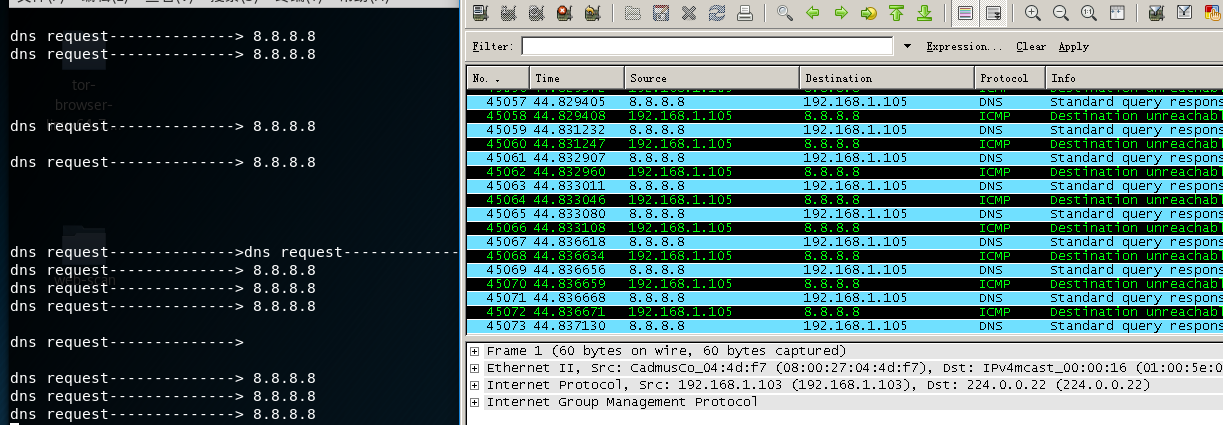 dns request--------------> 8.8.8.8
dns request--------------> 8.8.8.8
tor-
browser-
dns request--------------> 8.8.8.8
dns request--------------> 8.8.8.8
dns request-------------->dns request-------------
dns request--------------> 8.8.8.8
dns request--------------> 8.8.8.8
dns request--------------> 8.8.8.8
dns request-------------->
dns request--------------> 8.8.8.8
dns request--------------> 8.8.8.8
dns request--------------> 8.8.8.8
Filter: Expression... Clear Apply
No. . Time Source Destination Protocol Info
45057 44.829405 8.8.8.8 192.168.1.105 DNS Standard query respons
45058 44.829408 192.168.1.105 8.8.8.8 ICMP Destination unreachabl
45059 44.831232 8.8.8.8 192.168.1.105 DNS Standard query respons
45060 44.831247 192.168.1.105 8.8.8.8 ICMP Destination unreachabl
45061 44.832907 8.8.8.8 192.168.1.105 DNS Standard query respons
45062 44.832960 192.168.1.105 8.8.8.8 ICMP Destination unreachabl
45063 44.833011 8.8.8.8 192.168.1.105 DNS Standard query respons
45064 44.833046 192.168.1.105 8.8.8.8 ICMP Destination unreachabl
45065 44.833080 8.8.8.8 192.168.1.105 DNS Standard query respons
45066 44.833108 192.168.1.105 8.8.8.8 ICMP Destination unreachabl
45067 44.836618 8.8.8.8 192.168.1.105 DNS Standard query respons
45068 44.836634 192.168.1.105 8.8.8.8 ICMP Destination unreachabl
45069 44.836656 8.8.8.8 192.168.1.105 DNS Standard query respons
45070 44.836659 192.168.1.105 8.8.8.8 ICMP Destination unreachabl
45071 44.836668 8.8.8.8 192.168.1.105 DNS Standard query respons
45072 44.836671 192.168.1.105 8.8.8.8 ICMP Destination unreachabl
45073 44.837130 8.8.8.8 192.168.1.105 DNS Standard query respons
Frame 1 (60 bytes on wire, 60 bytes captured)
Ethernet II, Src: CadmusCo_04:4d:f7 (08:00:27:04:4d:f7), Dst: IPv4mcast_00:00:16 (01:00:5e:0
Internet Protocol, Src: 192.168.1.103 (192.168.1.103), Dst: 224.0.0.22 (224.0.0.22)
Internet Group Management Protocol